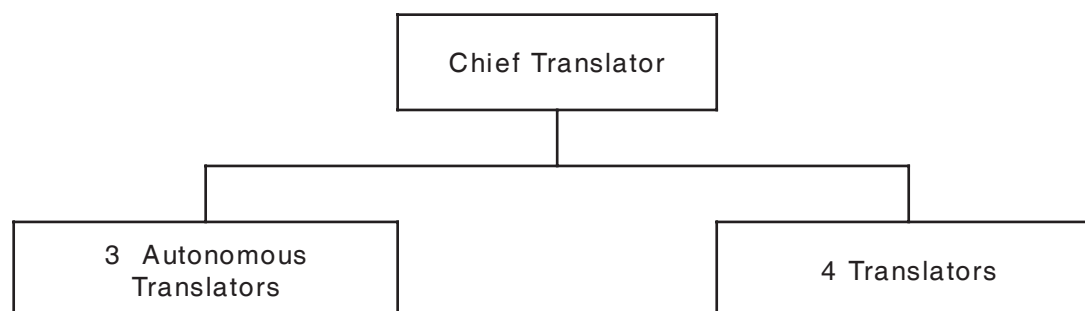 Chief Translator
3 Autonomous
Translators
4 Translators